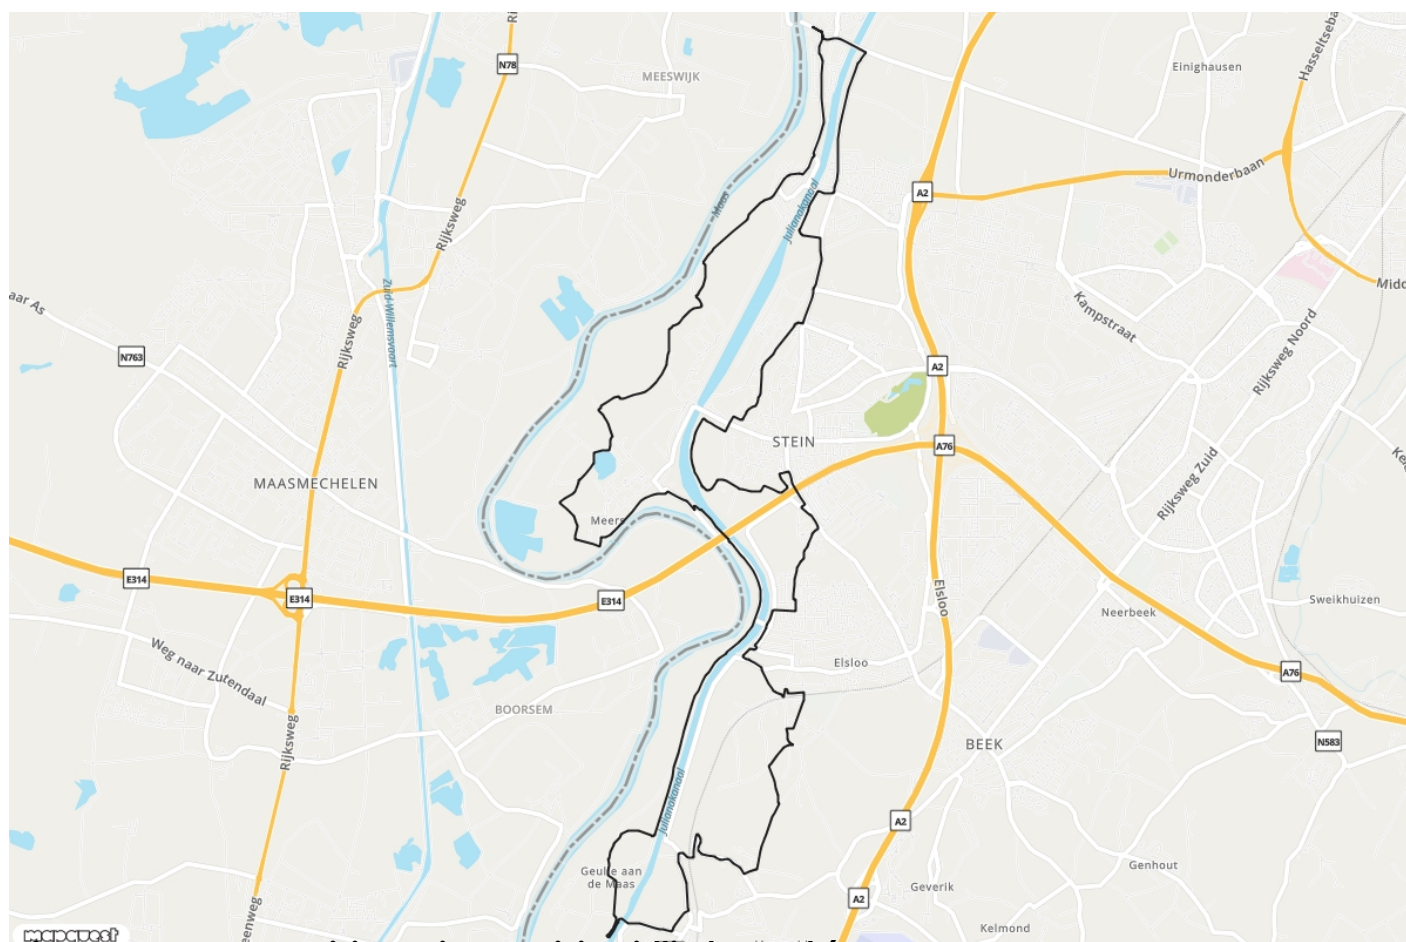 N78
MEESWIJK
Einighausen
Hasseltseba
Urmonderbaan
A2
Maas
Julianakanaal
Rijksweg
aar As
Zuid-Willemsvaart
Rijksweg
N763
Kampstraat
Midd
Rijksweg Noord
A2
STEIN
A76
MAASMECHELEN
Rijksweg Zuid
Meers
E314
E314
E314
Elsloo
Neerbeek
Sweikhuizen
Weg naar Zutendaal
Elsloo
A76
BOORSEM
Rijksweg
BEEK
N583
Julianakanaal
A2
Geulle aan
de Maas
Genhout
Geverik
A2
Kelmond
eenweg
mapquest